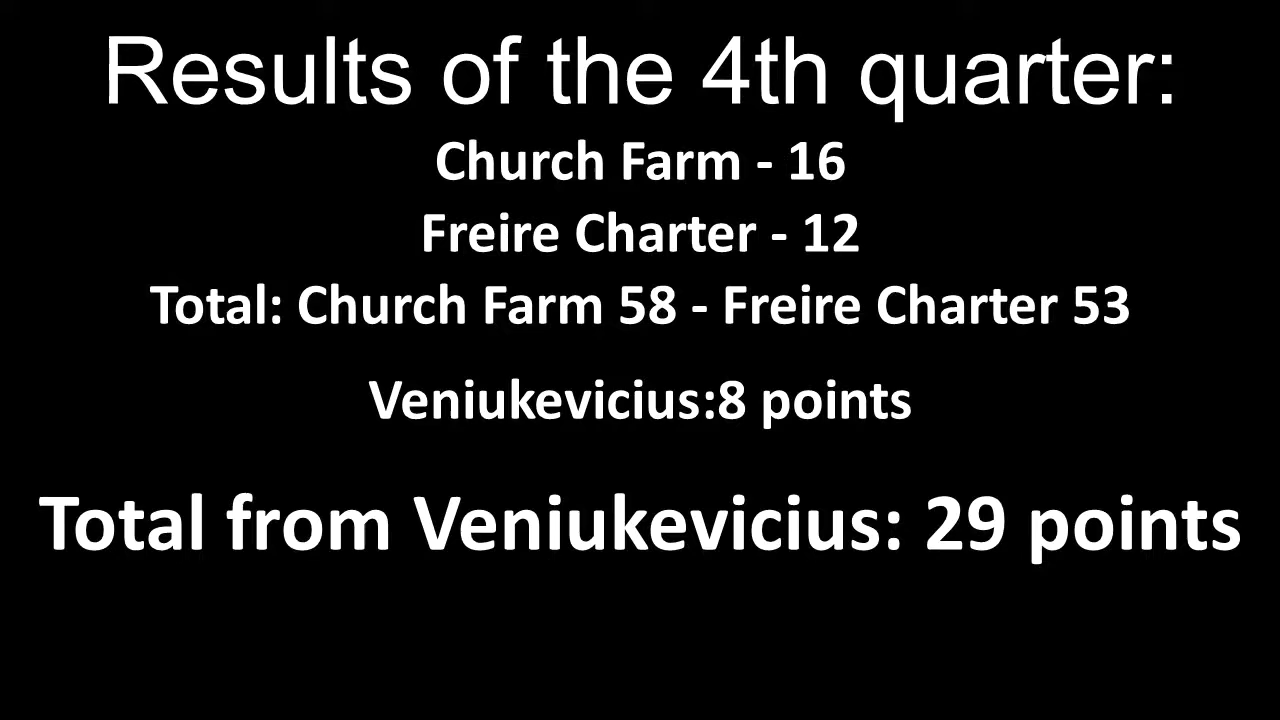 Results of the 4th quarter:
Church Farm - 16
Freire Charter - 12
Total: Church Farm 58 - Freire Charter 53
Veniukevicius:8 points
Total from Veniukevicius: 29 points